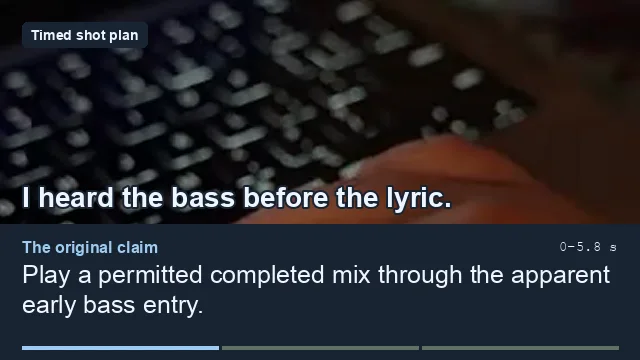 Timed shot plan
I heard the bass before the lyric.
The original claim
0–5.8 s
Play a permitted completed mix through the apparent
early bass entry.